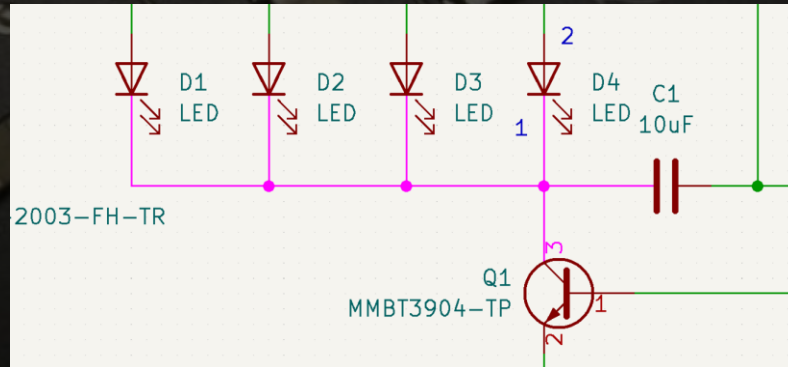 2
D1
LED
D2
LED
D3
LED
D4
LED
1
C1
10uF
-2003-FH-TR
3
Q1
MMBT3904-TP
1
2